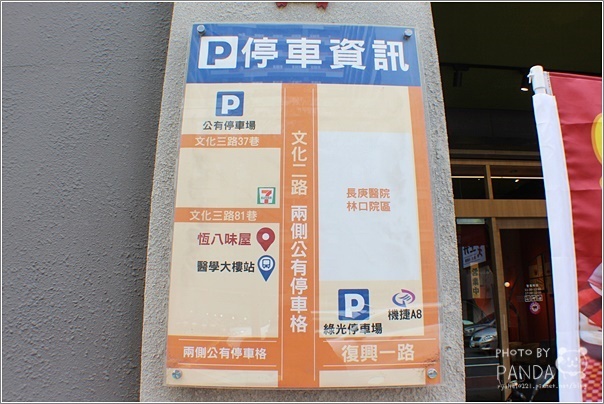 P停車資訊
P
公有停車場
文化三路37巷
7
文化三路81巷
恆八味屋
醫學大樓站
文化二路 兩側公有停車格
長庚醫院
林口院區
P
綠光停車場
機捷A8
兩側公有停車格
復興一路
PHOTO BY
PANDA